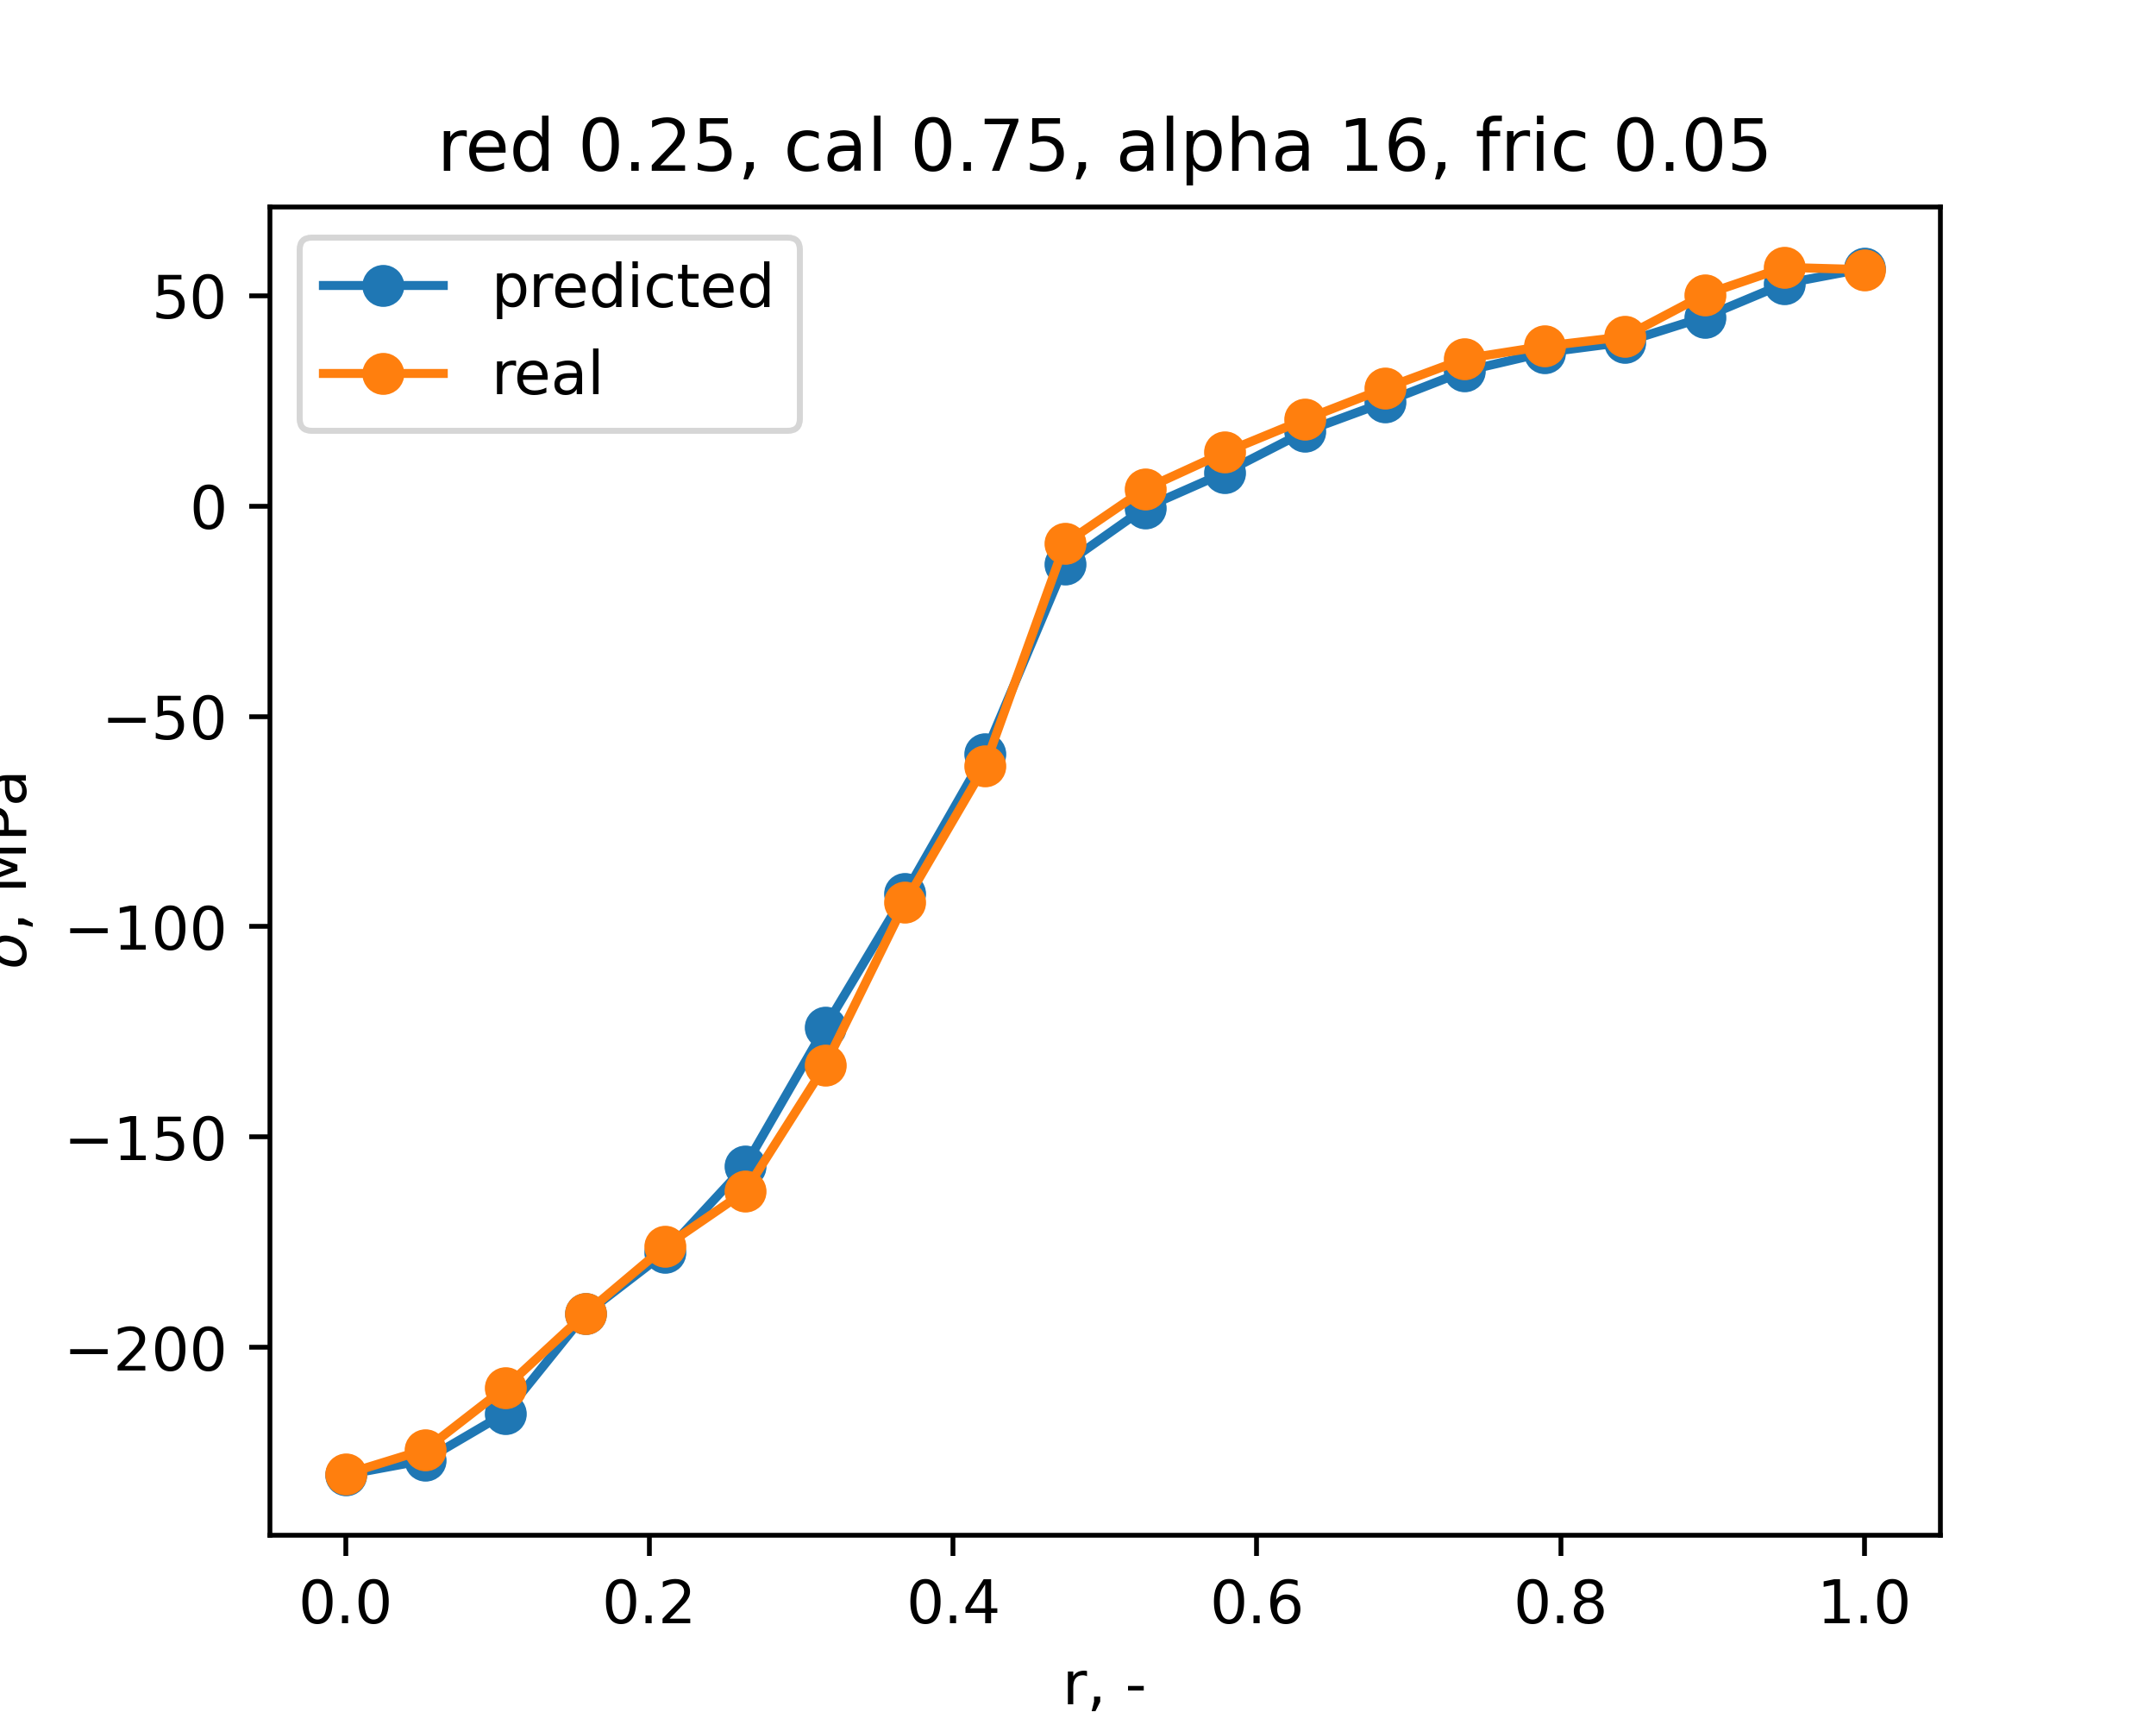 red 0.25, cal 0.75, alpha 16, fric 0.05
predicted
real
50
0
−50
−100
−150
−200
σ, MPa
0.0 0.2 0.4 0.6 0.8 1.0
r, -